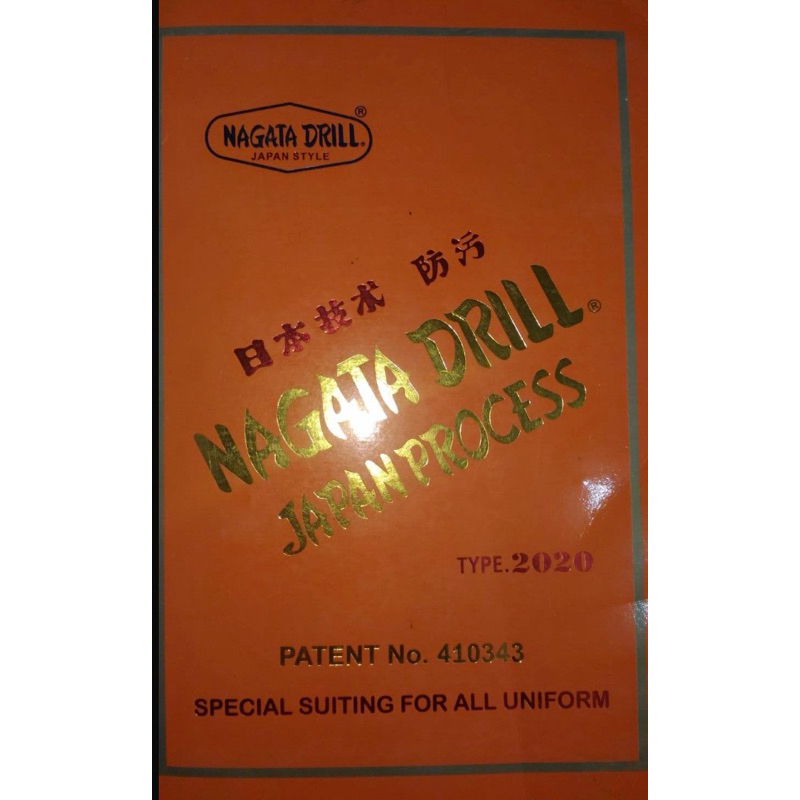 NAGATA DRILL®
JAPAN STYLE
日本技术 防污
NAGATA DRILL®
JAPAN PROCESS
TYPE.2020
PATENT No. 410343
SPECIAL SUITING FOR ALL UNIFORM